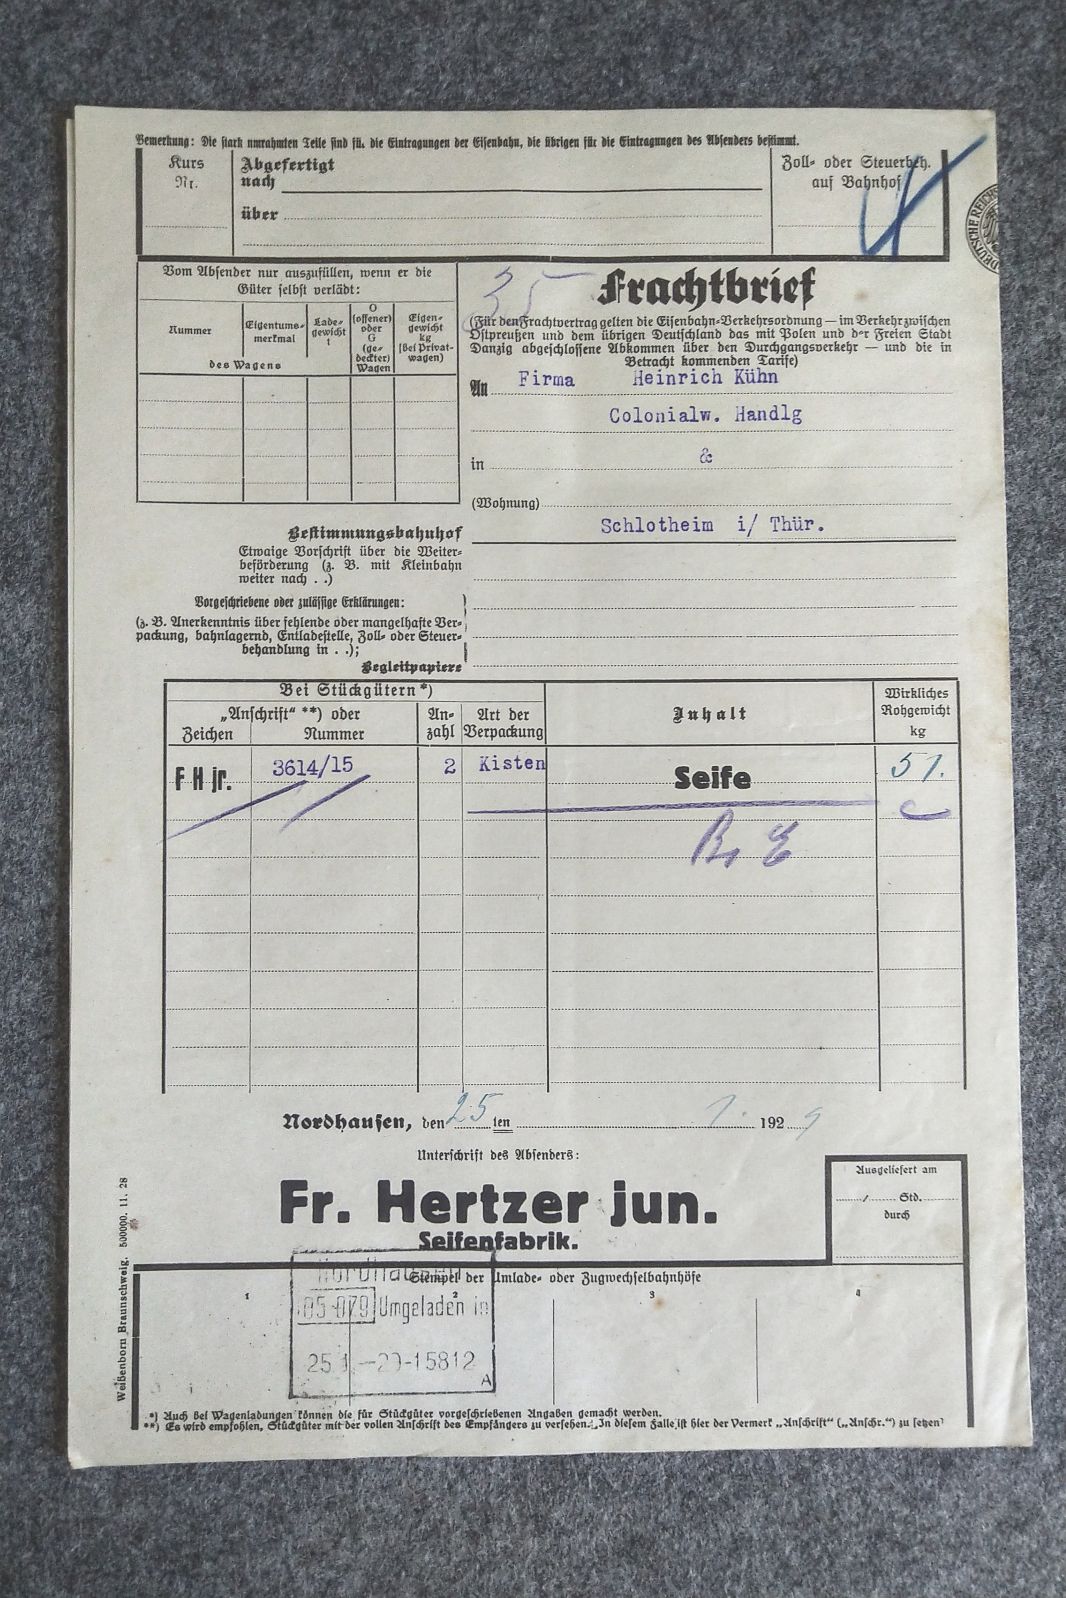 Bemerkung: Die stark umrahmten Teile sind fü, die Eintragungen der Eisenbahn, die übrigen für die Eintragungen des Absenders bestimmt.
Kurs
Nr.
Abgefertigt
nach
über
Zoll- oder Steuerbeh.
auf Bahnhof
DEUTSCHE REICHS
Vom Absender nur auszufüllen, wenn er die
Güter selbst verlädt:
Nummer
Eigentums-
merkmal
Lade-
gewicht
t
O
(offener)
oder
G
(ge-
deckter)
Wagen
Eigen-
gewicht
kg
(bei Privat-
wagen)
des Wagens
35
Frachtbrief
(Für den Frachtvertrag gelten die Eisenbahn-Verkehrsordnung — im Verkehr zwischen
Ostpreußen und dem übrigen Deutschland das mit Polen und der Freien Stadt
Danzig abgeschlossene Abkommen über den Durchgangsverkehr — und die in
Betracht kommenden Tarife)
An Firma Heinrich Kühn
Colonialw. Handlg
in &
(Wohnung)
Schlotheim i/ Thür.
Bestimmungsbahnhof
Etwaige Vorschrift über die Weiter-
beförderung (z. B. mit Kleinbahn
weiter nach . .)
Vorgeschriebene oder zulässige Erklärungen:
(z. B. Anerkenntnis über fehlende oder mangelhafte Ver-
packung, bahnlagernd, Entladestelle, Zoll- oder Steuer-
behandlung in . .);
Begleitpapiere
Bei Stückgütern *)
„Anschrift“ **) oder
Zeichen Nummer
An-
zahl
Art der
Verpackung
Inhalt
Wirkliches
Rohgewicht
kg
F H jr. 3614/15 2 Kisten Seife 51.
Nordhausen, den 25 ten 1. 1929
Unterschrift des Absenders:
Fr. Hertzer jun.
Seifenfabrik.
Ausgeliefert am
/ Std.
durch
Weißenborn Braunschweig. 500000. 11. 28
Stempel der Umlade- oder Zugwechselbahnhöfe
1 2 3 4
Nordhausen
05-079 Umgeladen in
25 1 -29-15812
A
*) Auch bei Wagenladungen können die für Stückgüter vorgeschriebenen Angaben gemacht werden.
**) Es wird empfohlen, Stückgüter mit der vollen Anschrift des Empfängers zu versehen. In diesem Falle ist hier der Vermerk „Anschrift“ („Anschr.“) zu setzen